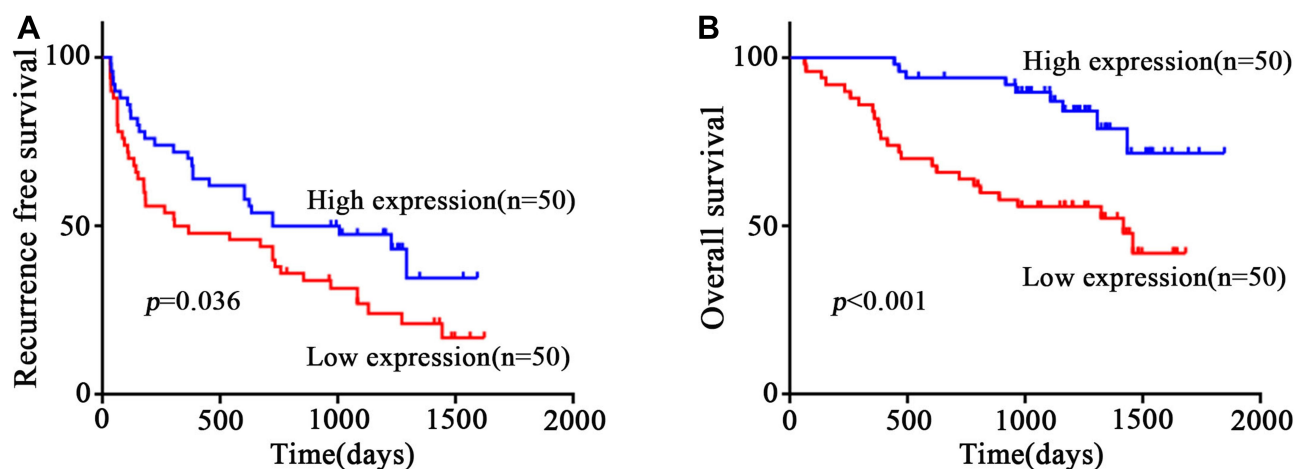 A
Recurrence free survival
100
50
0
High expression(n=50)
p=0.036
Low expression(n=50)
0 500 1000 1500 2000
Time(days)
B
Overall survival
100
50
0
High expression(n=50)
Low expression(n=50)
p<0.001
0 500 1000 1500 2000
Time(days)